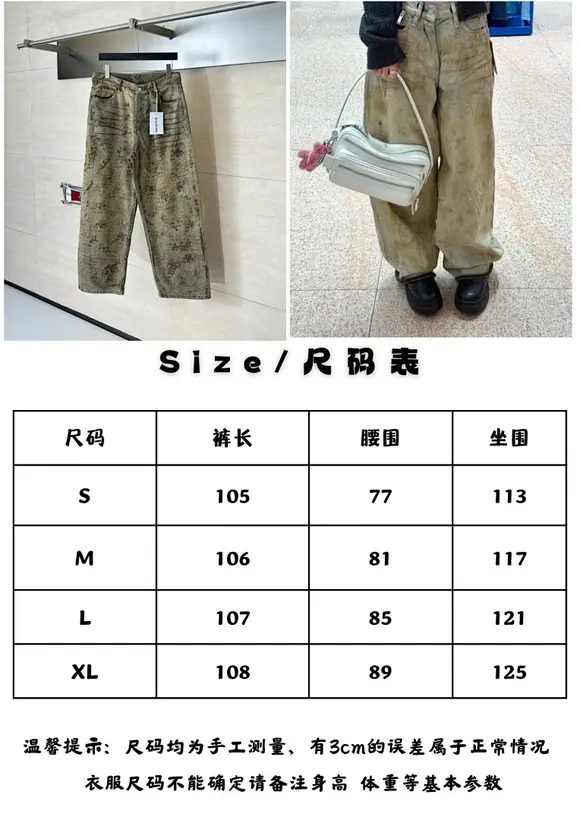 Size/尺码表
尺码 裤长 腰围 坐围
S 105 77 113
M 106 81 117
L 107 85 121
XL 108 89 125
温馨提示：尺码均为手工测量、有3cm的误差属于正常情况
衣服尺码不能确定请备注身高 体重等基本参数